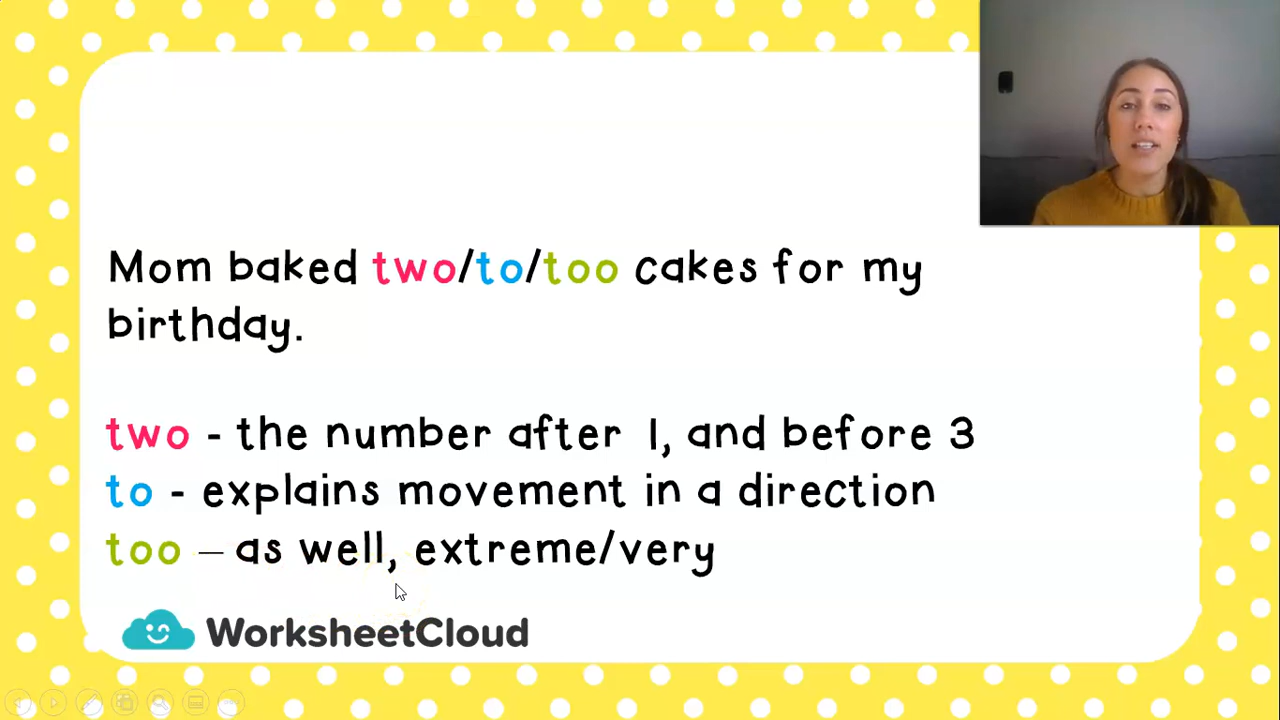 Mom baked two/to/too cakes for my
birthday.
two - the number after 1, and before 3
to - explains movement in a direction
too – as well, extreme/very
WorksheetCloud